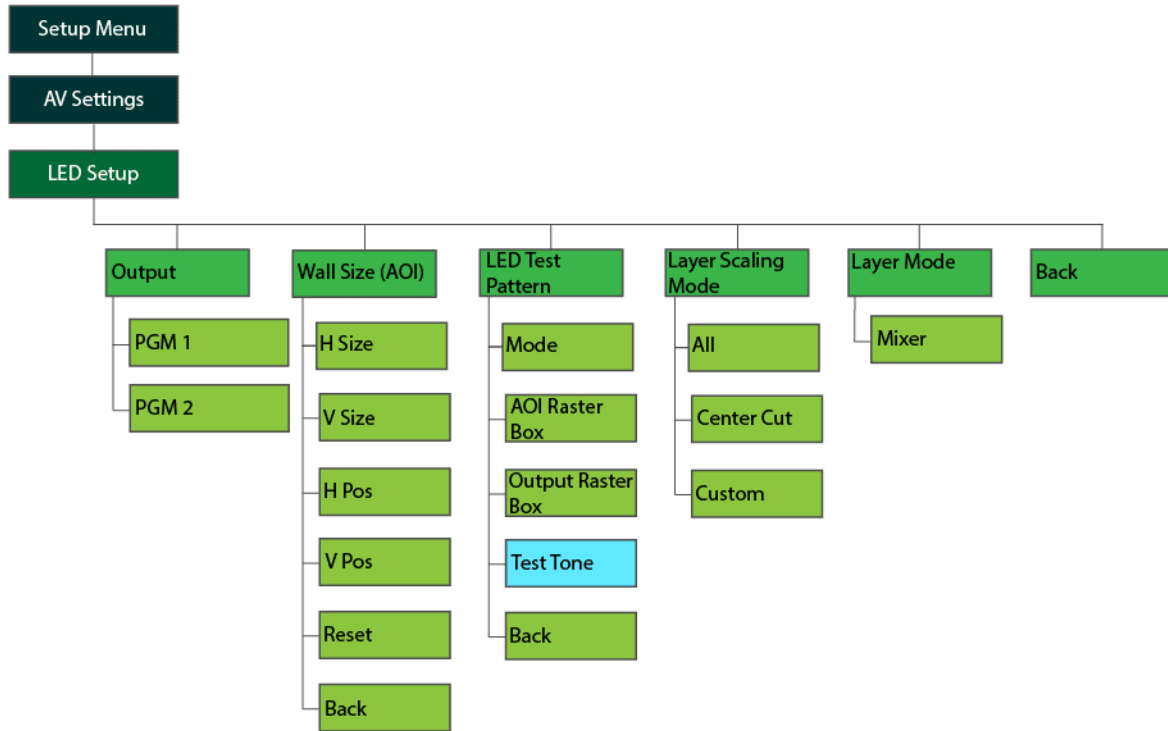 Setup Menu
AV Settings
LED Setup
Output
PGM 1
PGM 2
Wall Size (AOI)
H Size
V Size
H Pos
V Pos
Reset
Back
LED Test
Pattern
Mode
AOI Raster
Box
Output Raster
Box
Test Tone
Back
Layer Scaling
Mode
All
Center Cut
Custom
Layer Mode
Mixer
Back